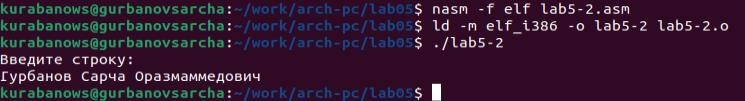 kurabanows@gurbanovsarcha:~/work/arch-pc/lab05$ nasm -f elf lab5-2.asm
kurabanows@gurbanovsarcha:~/work/arch-pc/lab05$ ld -m elf_i386 -o lab5-2 lab5-2.o
kurabanows@gurbanovsarcha:~/work/arch-pc/lab05$ ./lab5-2
Введите строку:
Гурбанов Сарча Оразмаммедович
kurabanows@gurbanovsarcha:~/work/arch-pc/lab05$